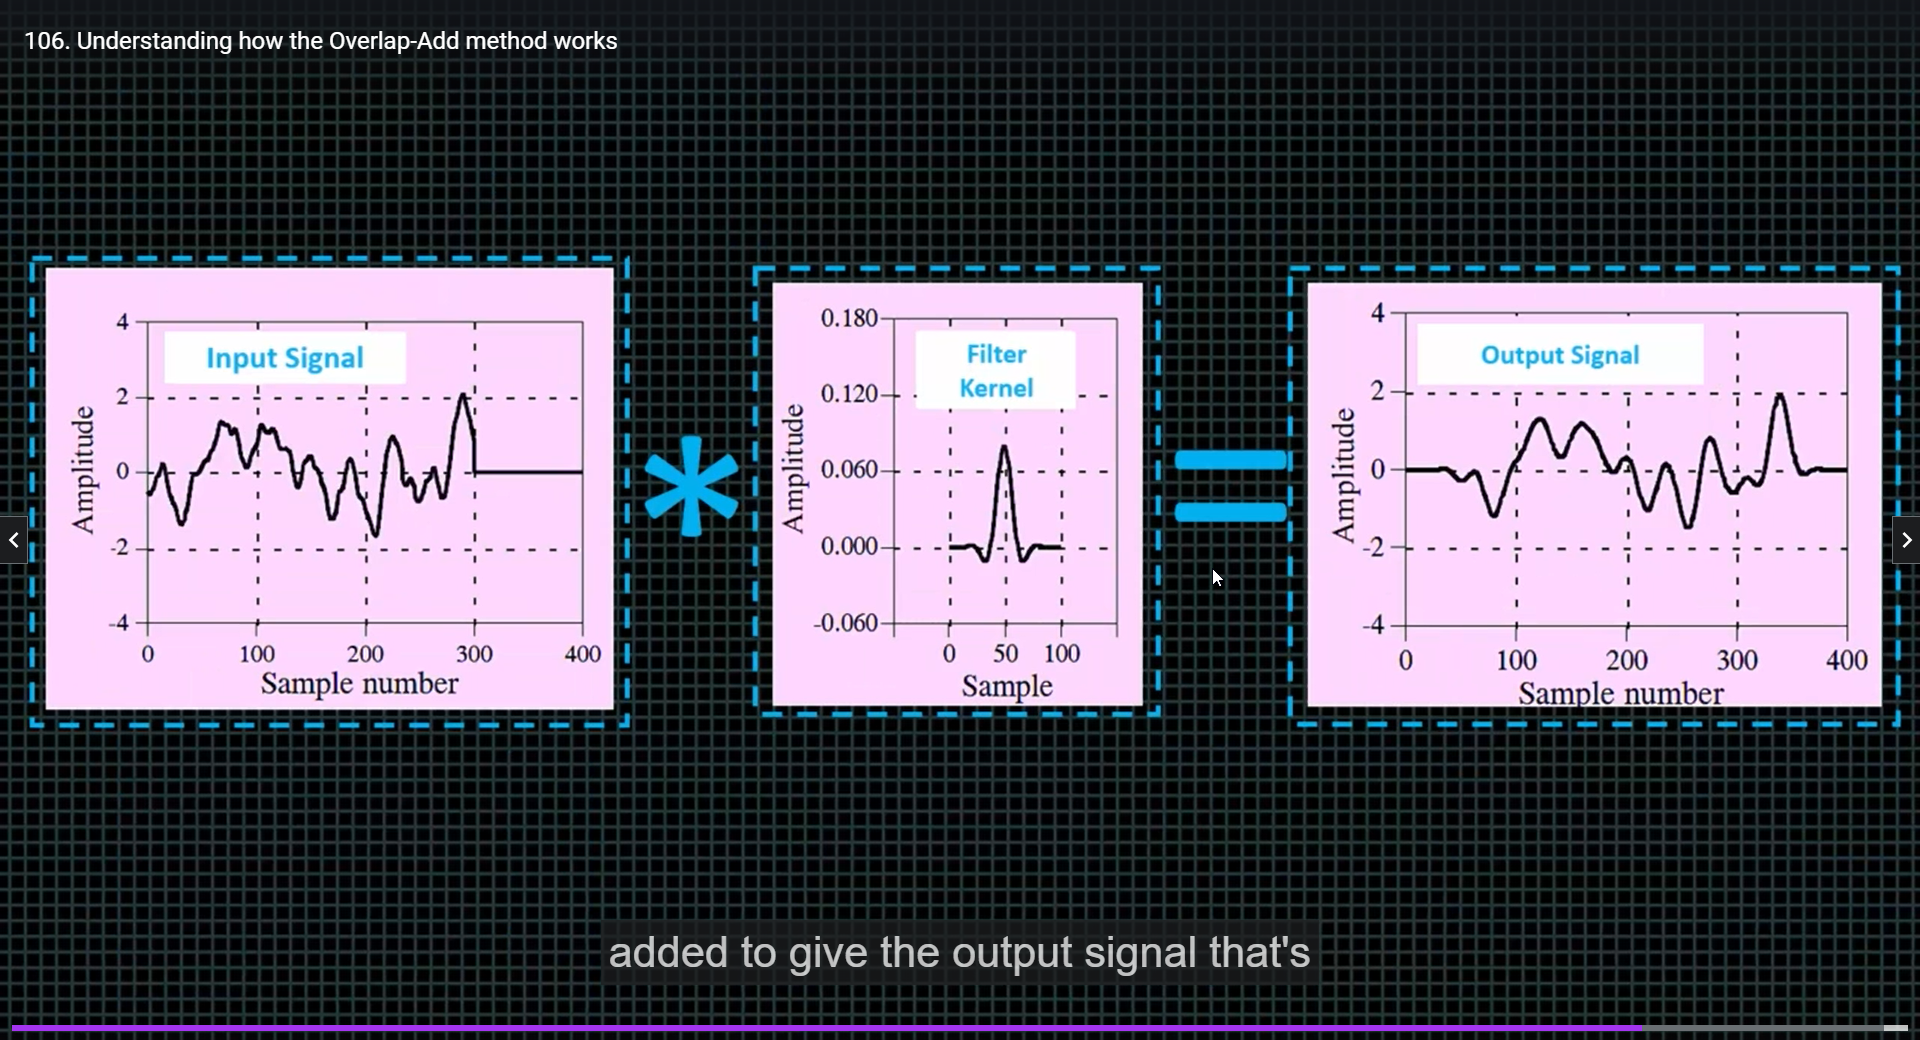 106. Understanding how the Overlap-Add method works
4
Input Signal
2
0
-2
-4
Amplitude
0 100 200 300 400
Sample number
*
0.180
Filter
Kernel
0.120
0.060
0.000
-0.060
Amplitude
0 50 100
Sample
=
4
Output Signal
2
0
-2
-4
Amplitude
0 100 200 300 400
Sample number
added to give the output signal that's